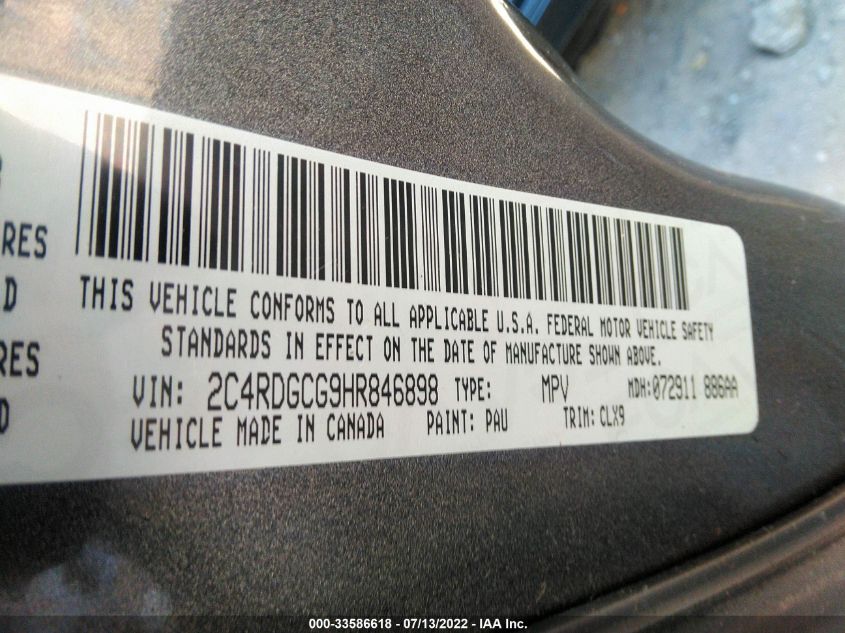 RES
D
RES
D
THIS VEHICLE CONFORMS TO ALL APPLICABLE U.S.A. FEDERAL MOTOR VEHICLE SAFETY
STANDARDS IN EFFECT ON THE DATE OF MANUFACTURE SHOWN ABOVE.
VIN: 2C4RDGCG9HR846898 TYPE: MPV MDH:072911 886AA
VEHICLE MADE IN CANADA PAINT: PAU TRIM: CLX9
000-33586618 / 07/13/2022 - IAA Inc.